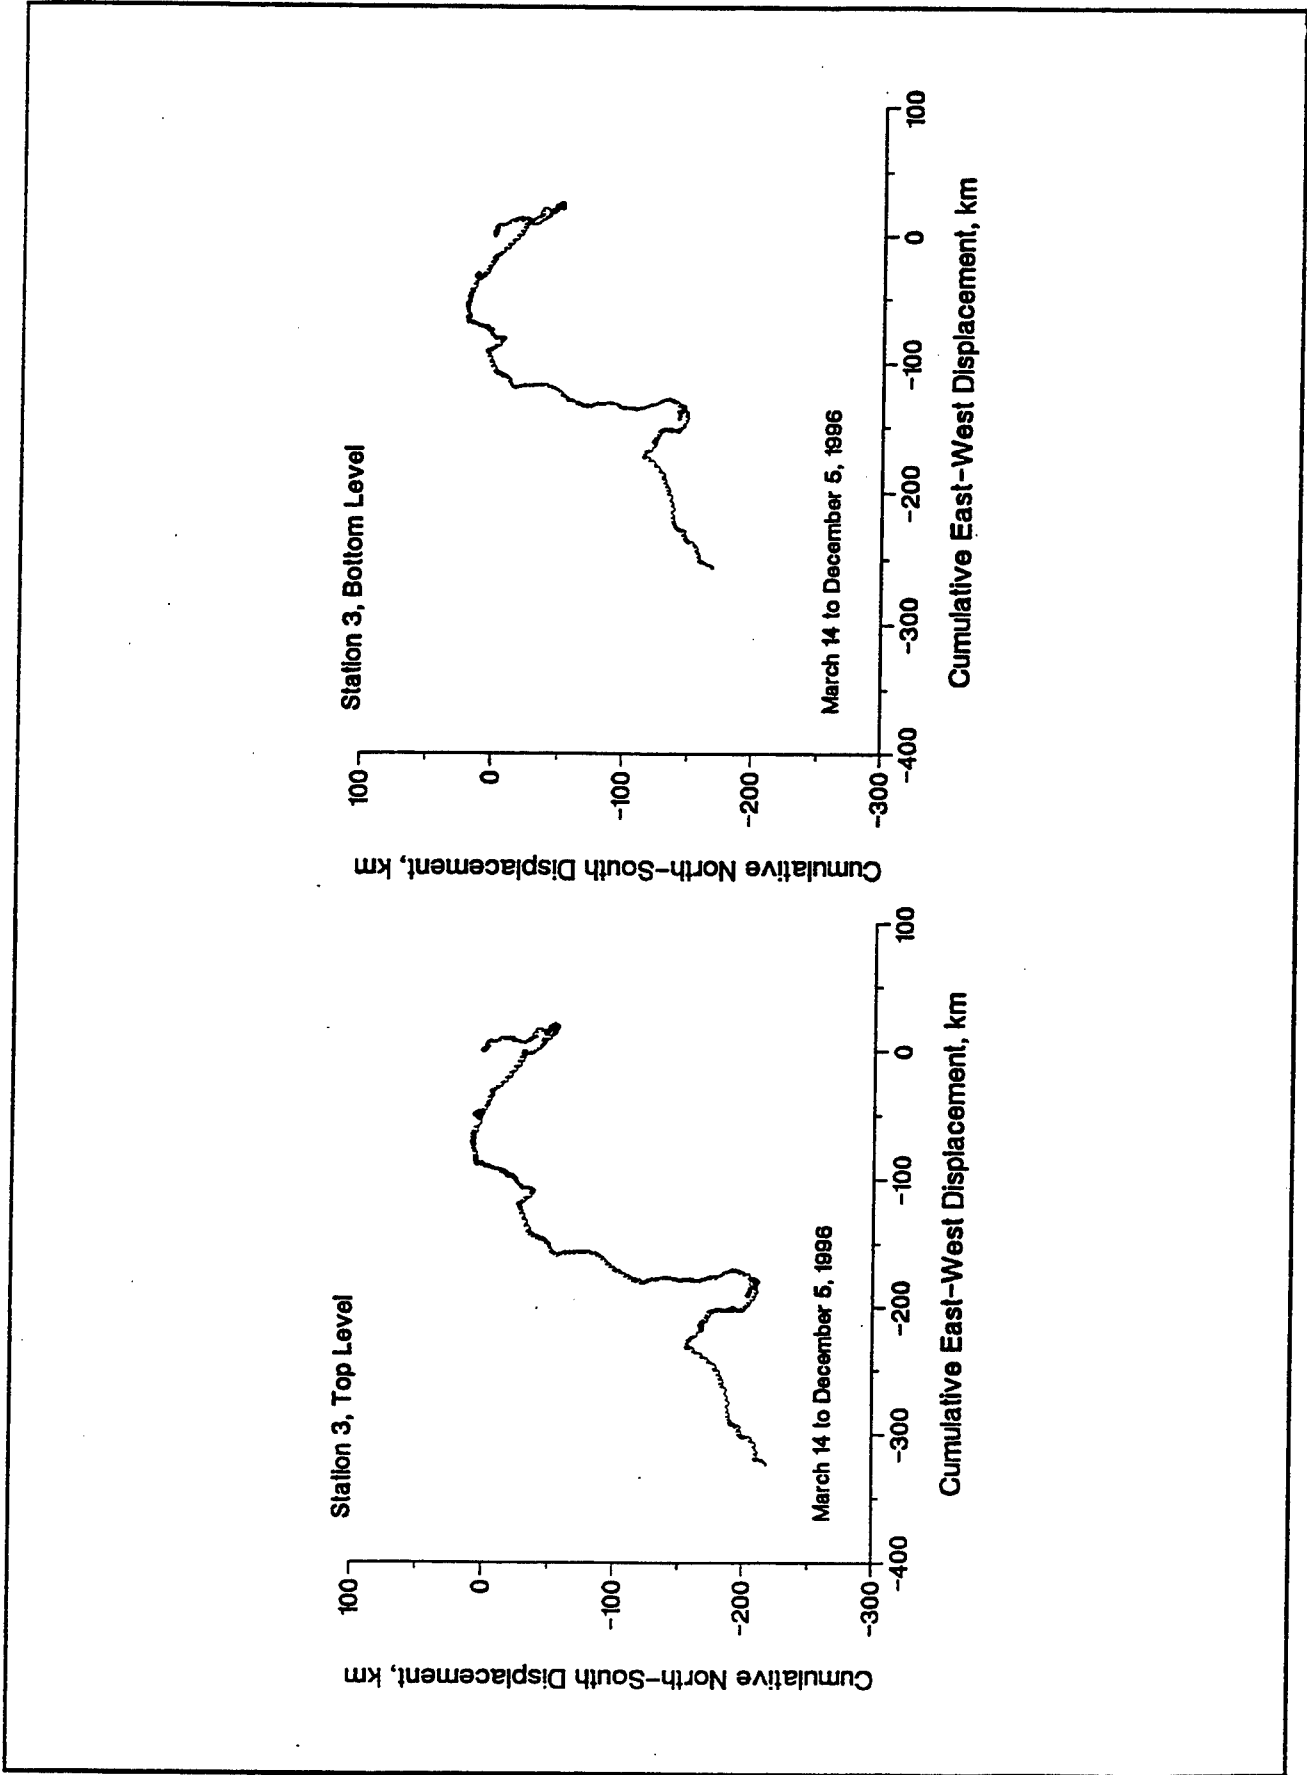 Station 3, Top Level
Cumulative North-South Displacement, km
100
0
-100
-200
-300
March 14 to December 5, 1996
-400
-300
-200
-100
0
100
Cumulative East-West Displacement, km
Station 3, Bottom Level
Cumulative North-South Displacement, km
100
0
-100
-200
-300
March 14 to December 5, 1996
-400
-300
-200
-100
0
100
Cumulative East-West Displacement, km